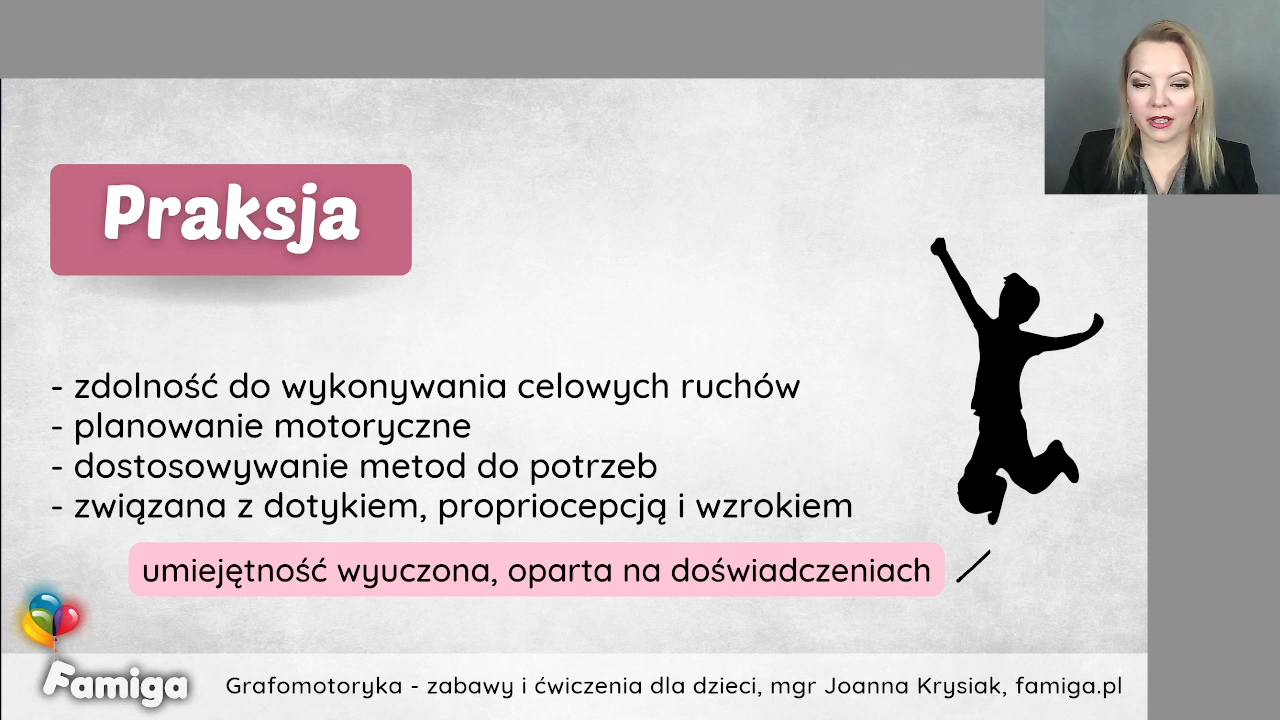 Praksja
- zdolność do wykonywania celowych ruchów
- planowanie motoryczne
- dostosowywanie metod do potrzeb
- związana z dotykiem, propriocepcją i wzrokiem
umiejętność wyuczona, oparta na doświadczeniach
Famiga
Grafomotoryka - zabawy i ćwiczenia dla dzieci, mgr Joanna Krysiak, famiga.pl